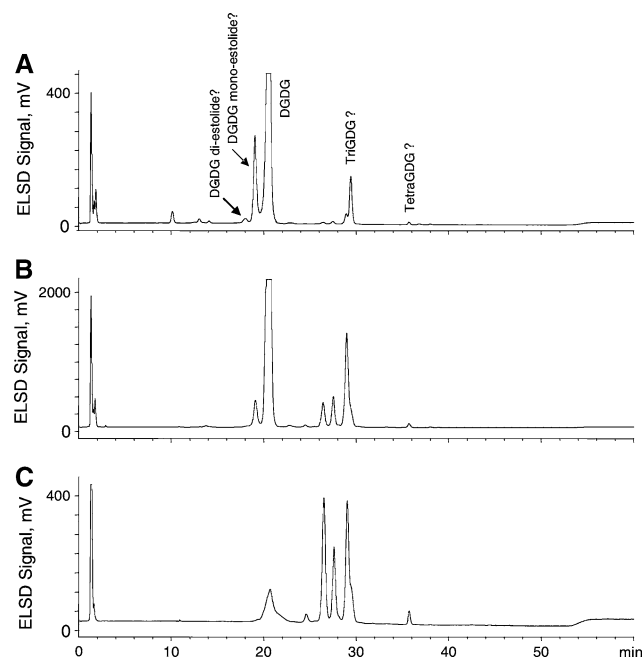 A
ELSD Signal, mV
400
0
DGDG di-estolide?
DGDG mono-estolide?
DGDG
TriGDG ?
TetraGDG ?
B
ELSD Signal, mV
2000
0
C
ELSD Signal, mV
400
0
0 10 20 30 40 50 min